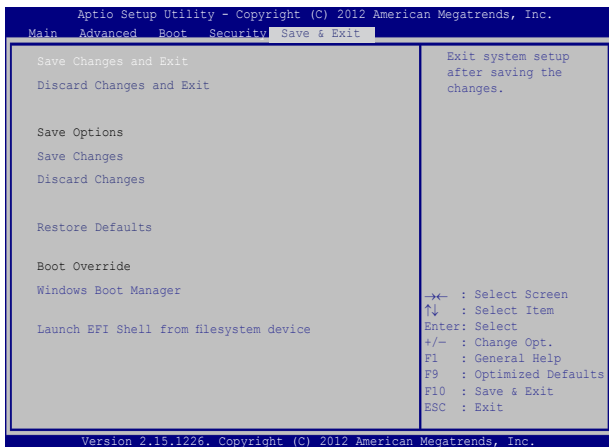 Aptio Setup Utility - Copyright (C) 2012 American Megatrends, Inc.
Main Advanced Boot Security Save & Exit
Save Changes and Exit
Discard Changes and Exit
Save Options
Save Changes
Discard Changes
Restore Defaults
Boot Override
Windows Boot Manager
Launch EFI Shell from filesystem device
Exit system setup
after saving the
changes.
→← : Select Screen
↑↓ : Select Item
Enter: Select
+/— : Change Opt.
F1 : General Help
F9 : Optimized Defaults
F10 : Save & Exit
ESC : Exit
Version 2.15.1226. Copyright (C) 2012 American Megatrends, Inc.